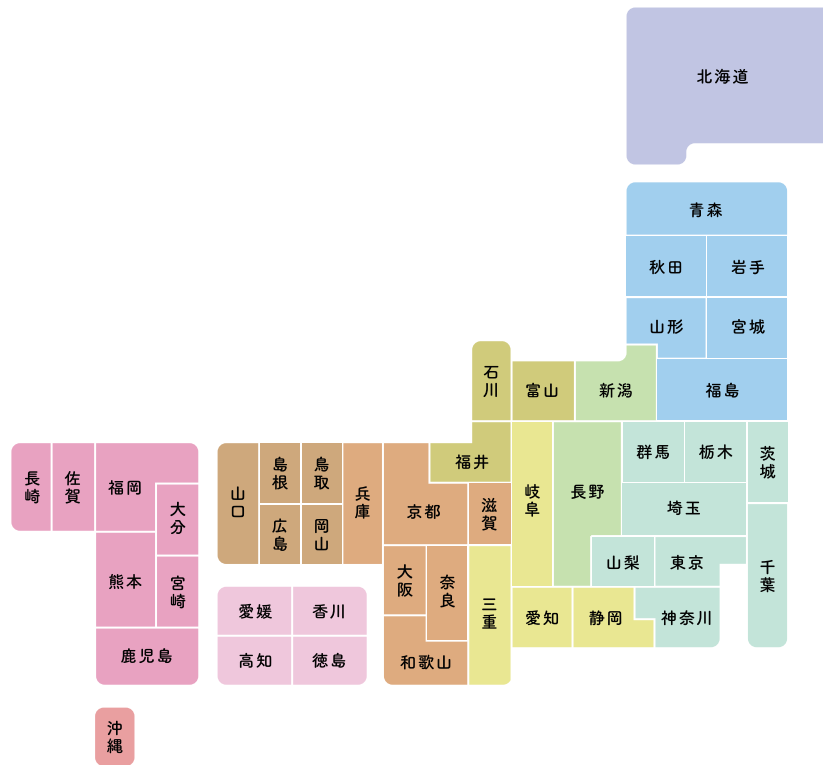 北海道
青森
秋田
岩手
山形
宮城
福島
石川
富山
新潟
福井
岐阜
長野
群馬
栃木
茨城
埼玉
山梨
東京
千葉
神奈川
愛知
静岡
三重
滋賀
京都
兵庫
大阪
奈良
和歌山
鳥取
島根
岡山
広島
山口
愛媛
香川
高知
徳島
福岡
佐賀
長崎
大分
熊本
宮崎
鹿児島
沖縄